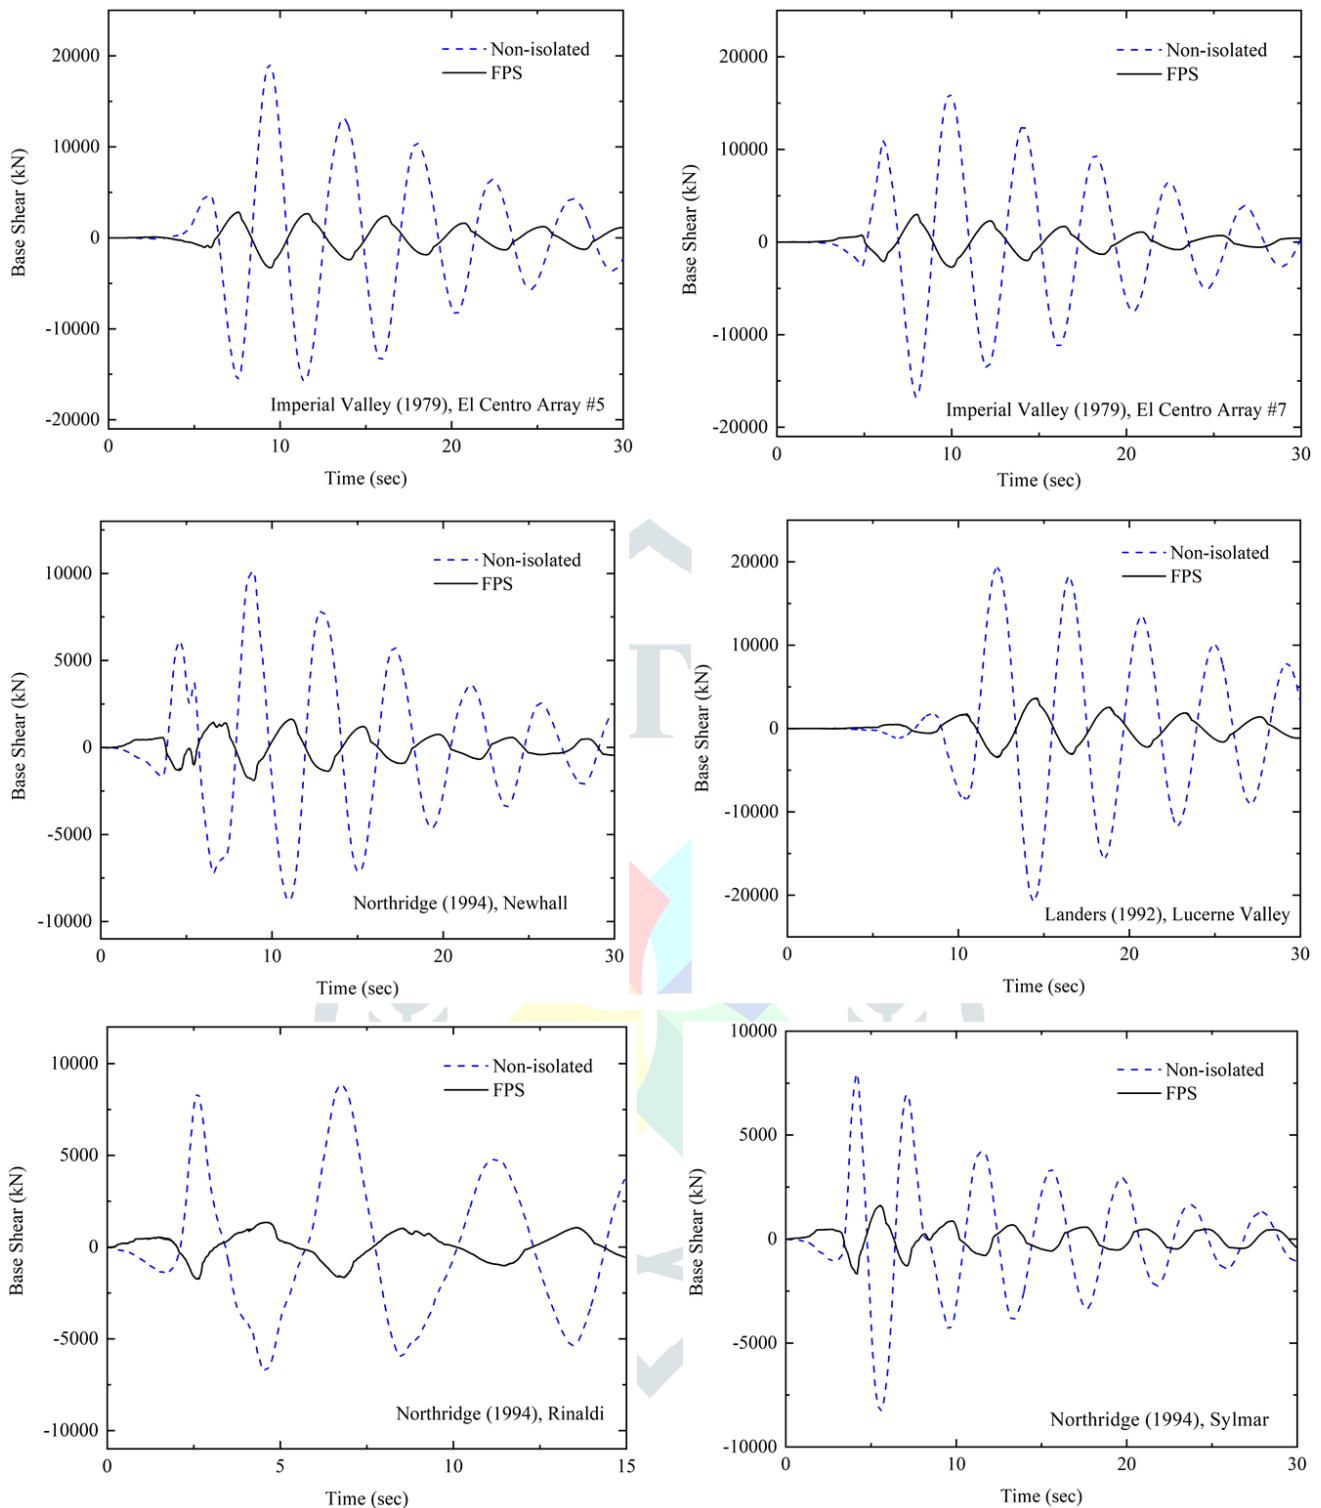 20000
10000
0
-10000
-20000
Base Shear (kN)
Non-isolated
FPS
Imperial Valley (1979), El Centro Array #5
0 10 20 30
Time (sec)
20000
10000
0
-10000
-20000
Base Shear (kN)
Non-isolated
FPS
Imperial Valley (1979), El Centro Array #7
0 10 20 30
Time (sec)
10000
5000
0
-5000
-10000
Base Shear (kN)
Non-isolated
FPS
Northridge (1994), Newhall
0 10 20 30
Time (sec)
20000
10000
0
-10000
-20000
Base Shear (kN)
Non-isolated
FPS
Landers (1992), Lucerne Valley
0 10 20 30
Time (sec)
10000
5000
0
-5000
-10000
Base Shear (kN)
Non-isolated
FPS
Northridge (1994), Rinaldi
0 5 10 15
Time (sec)
10000
5000
0
-5000
-10000
Base Shear (kN)
Non-isolated
FPS
Northridge (1994), Sylmar
0 10 20 30
Time (sec)